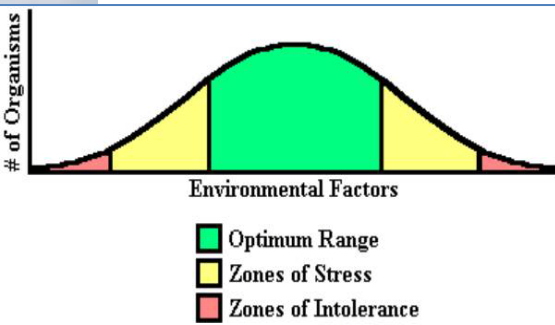 # of Organisms
Environmental Factors
Optimum Range
Zones of Stress
Zones of Intolerance